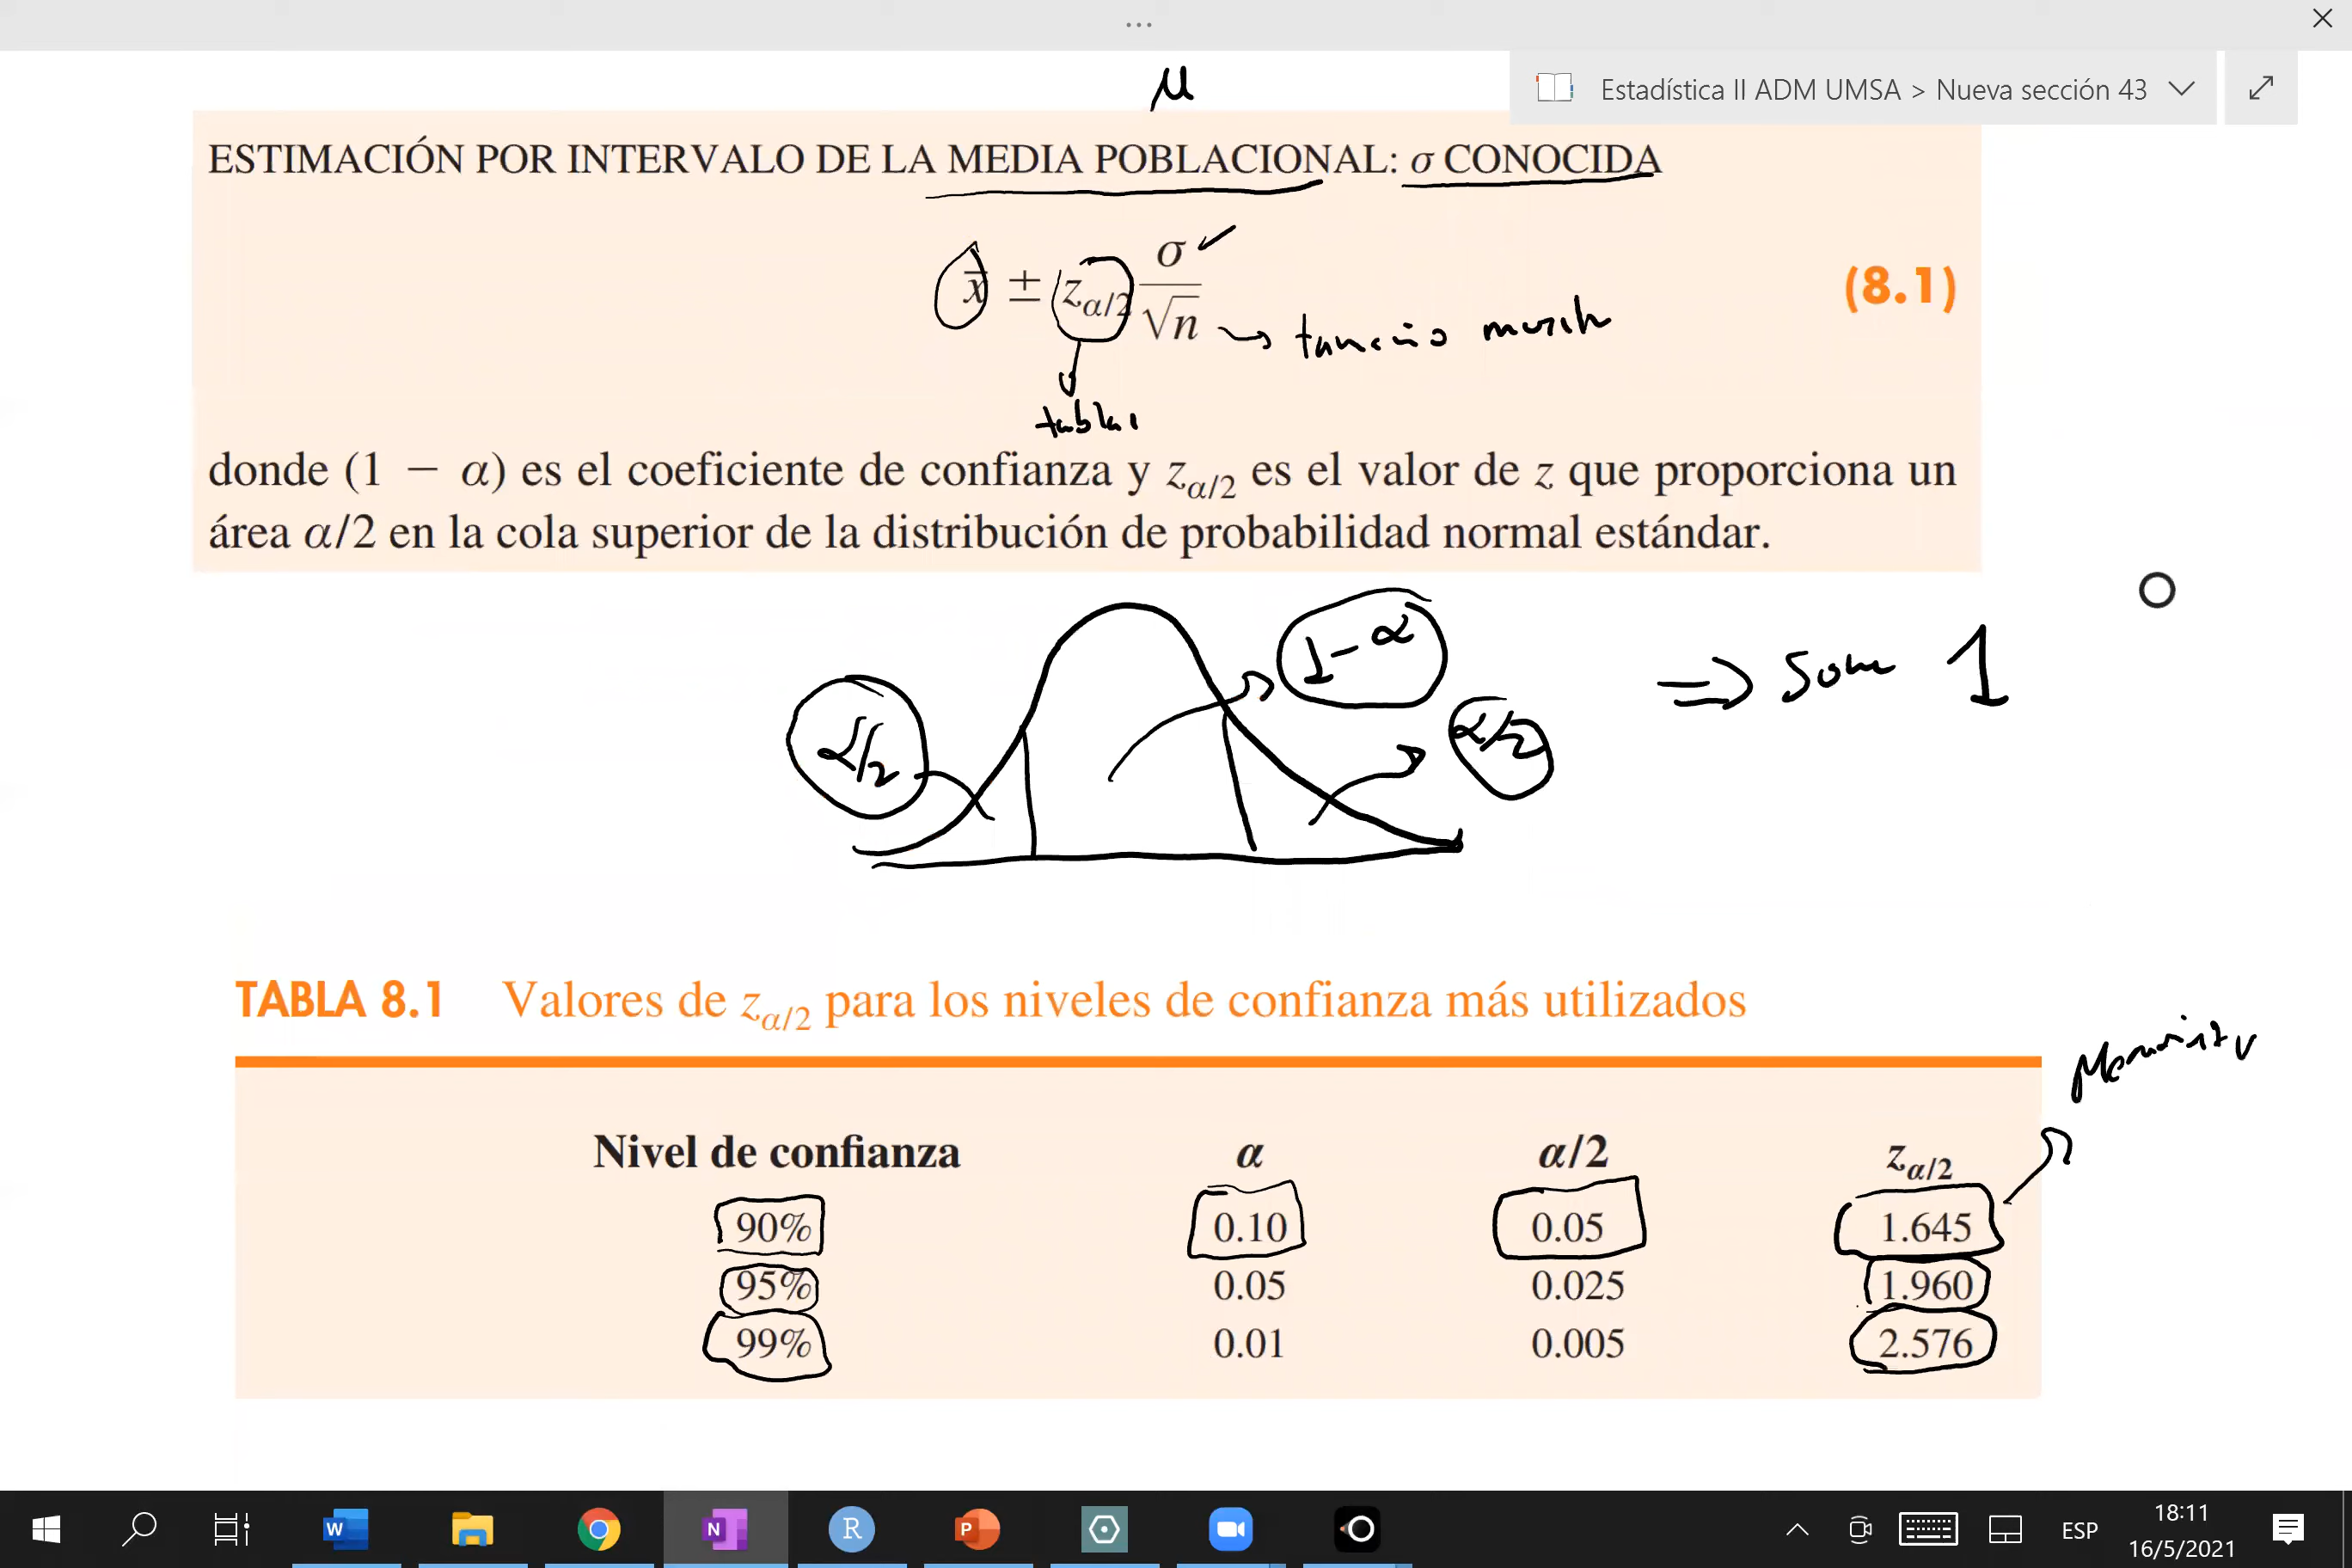 Estadística II ADM UMSA > Nueva sección 43
μ
ESTIMACIÓN POR INTERVALO DE LA MEDIA POBLACIONAL: σ CONOCIDA
x̄ ± z_{α/2} σ/√n (8.1)
tamaño
tabla
donde (1 − α) es el coeficiente de confianza y z_{α/2} es el valor de z que proporciona un
área α/2 en la cola superior de la distribución de probabilidad normal estándar.
1-α
α/2
α/2
⇒ 1
TABLA 8.1 Valores de z_{α/2} para los niveles de confianza más utilizados
Nivel de confianza α α/2 z_{α/2}
90% 0.10 0.05 1.645
95% 0.05 0.025 1.960
99% 0.01 0.005 2.576
W N R P
ESP
18:11
16/5/2021